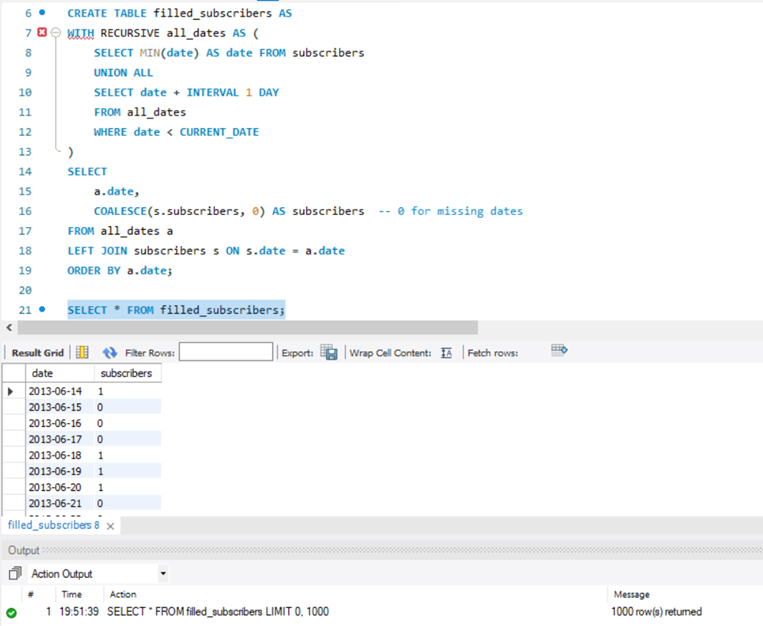 6 CREATE TABLE filled_subscribers AS
7 WITH RECURSIVE all_dates AS (
8 SELECT MIN(date) AS date FROM subscribers
9 UNION ALL
10 SELECT date + INTERVAL 1 DAY
11 FROM all_dates
12 WHERE date < CURRENT_DATE
13 )
14 SELECT
15 a.date,
16 COALESCE(s.subscribers, 0) AS subscribers -- 0 for missing dates
17 FROM all_dates a
18 LEFT JOIN subscribers s ON s.date = a.date
19 ORDER BY a.date;
20
21 SELECT * FROM filled_subscribers;
Result Grid Filter Rows: Export: Wrap Cell Content: Fetch rows:
date subscribers
2013-06-14 1
2013-06-15 0
2013-06-16 0
2013-06-17 0
2013-06-18 1
2013-06-19 1
2013-06-20 1
2013-06-21 0
filled_subscribers 8
Output
Action Output
# Time Action Message
1 19:51:39 SELECT * FROM filled_subscribers LIMIT 0, 1000 1000 row(s) returned